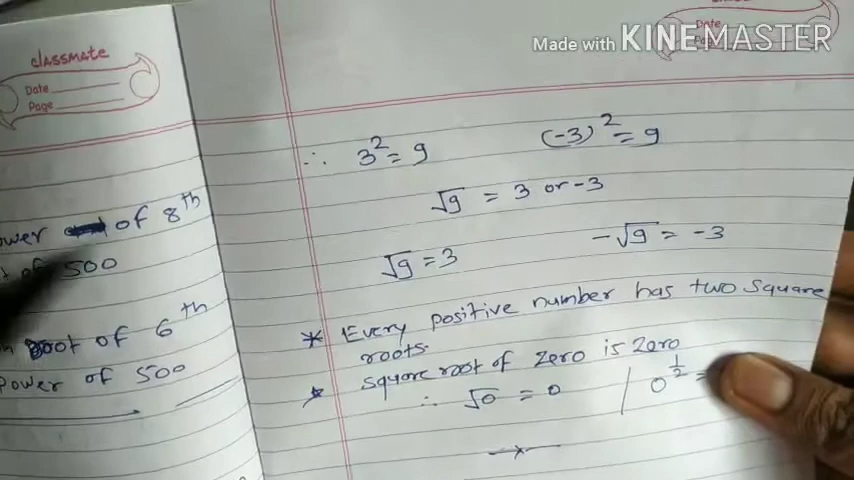 Made with KINEMASTER
classmate
Date
Page
Date
of 8th
of 500
of 6th
power of 500
∴ 3² = 9 (-3)² = 9
√9 = 3 or -3
√9 = 3 -√9 = -3
* Every positive number has two square
roots.
* square root of zero is zero
∴ √0 = 0 / 0^(1/2) =